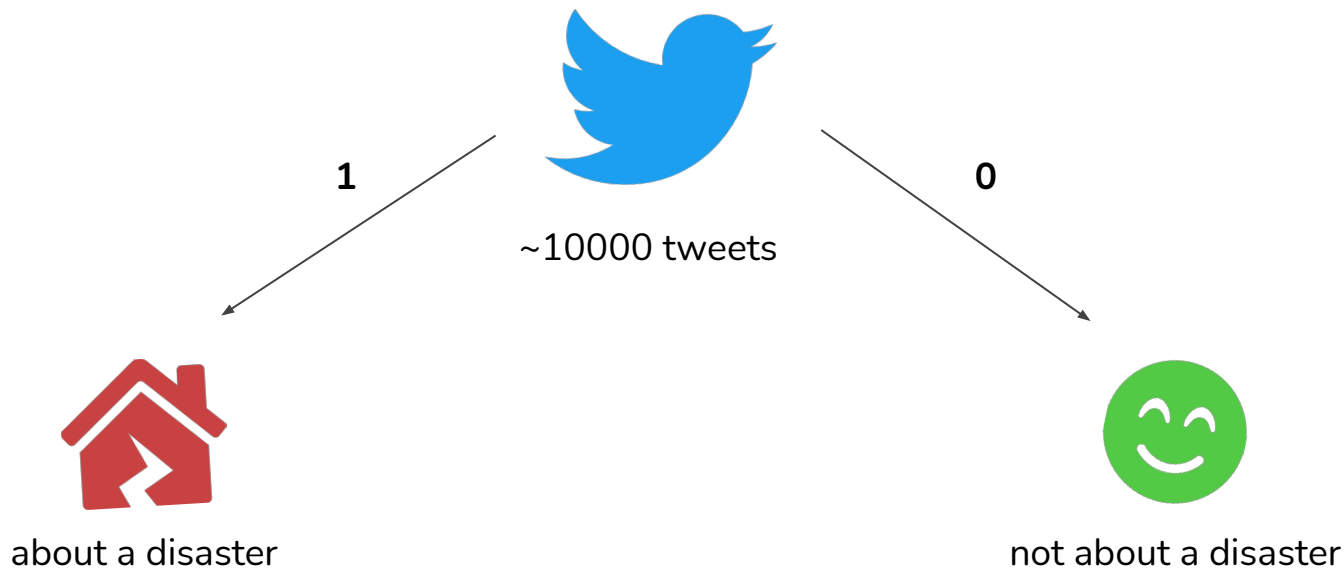 1
0
~10000 tweets
about a disaster
not about a disaster